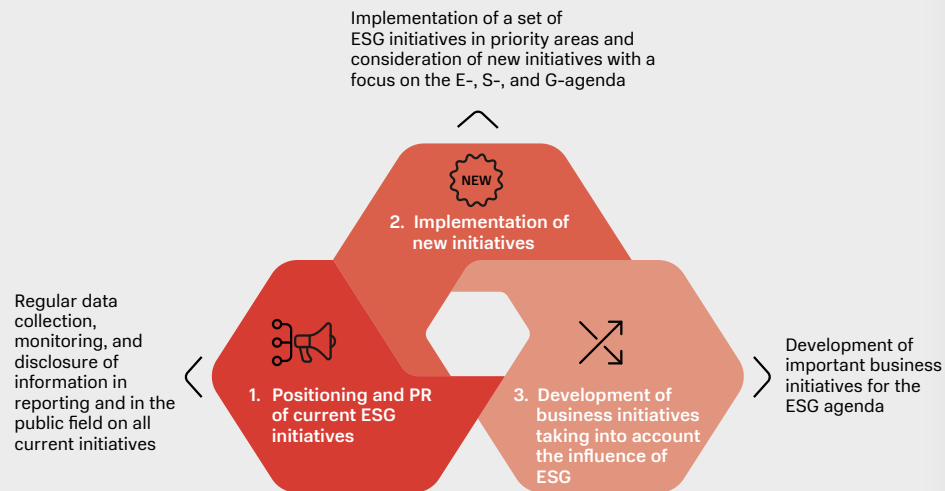 Implementation of a set of
ESG initiatives in priority areas and
consideration of new initiatives with a
focus on the E-, S-, and G-agenda
NEW
2. Implementation of
new initiatives
Regular data
collection,
monitoring, and
disclosure of
information in
reporting and in the
public field on all
current initiatives
1. Positioning and PR
of current ESG
initiatives
3. Development of
business initiatives
taking into account
the influence of
ESG
Development of
important business
initiatives for the
ESG agenda